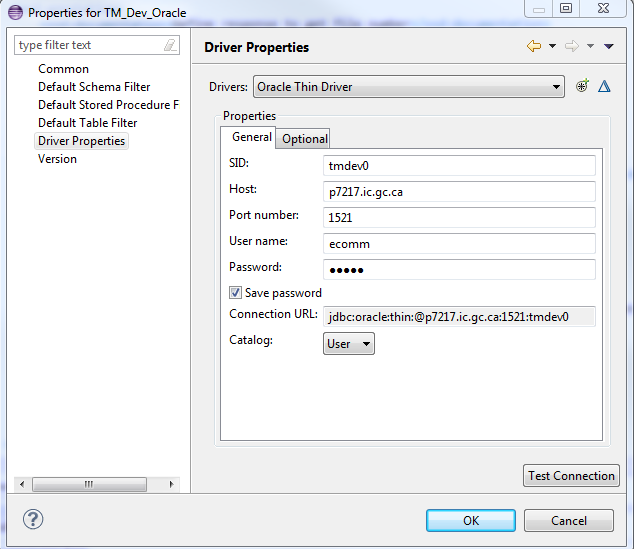 Properties for TM_Dev_Oracle
type filter text
Common
Default Schema Filter
Default Stored Procedure F
Default Table Filter
Driver Properties
Version
Driver Properties
Drivers: Oracle Thin Driver
Properties
General Optional
SID: tmdev0
Host: p7217.ic.gc.ca
Port number: 1521
User name: ecomm
Password: ●●●●●
Save password
Connection URL: jdbc:oracle:thin:@p7217.ic.gc.ca:1521:tmdev0
Catalog: User
Test Connection
? OK Cancel